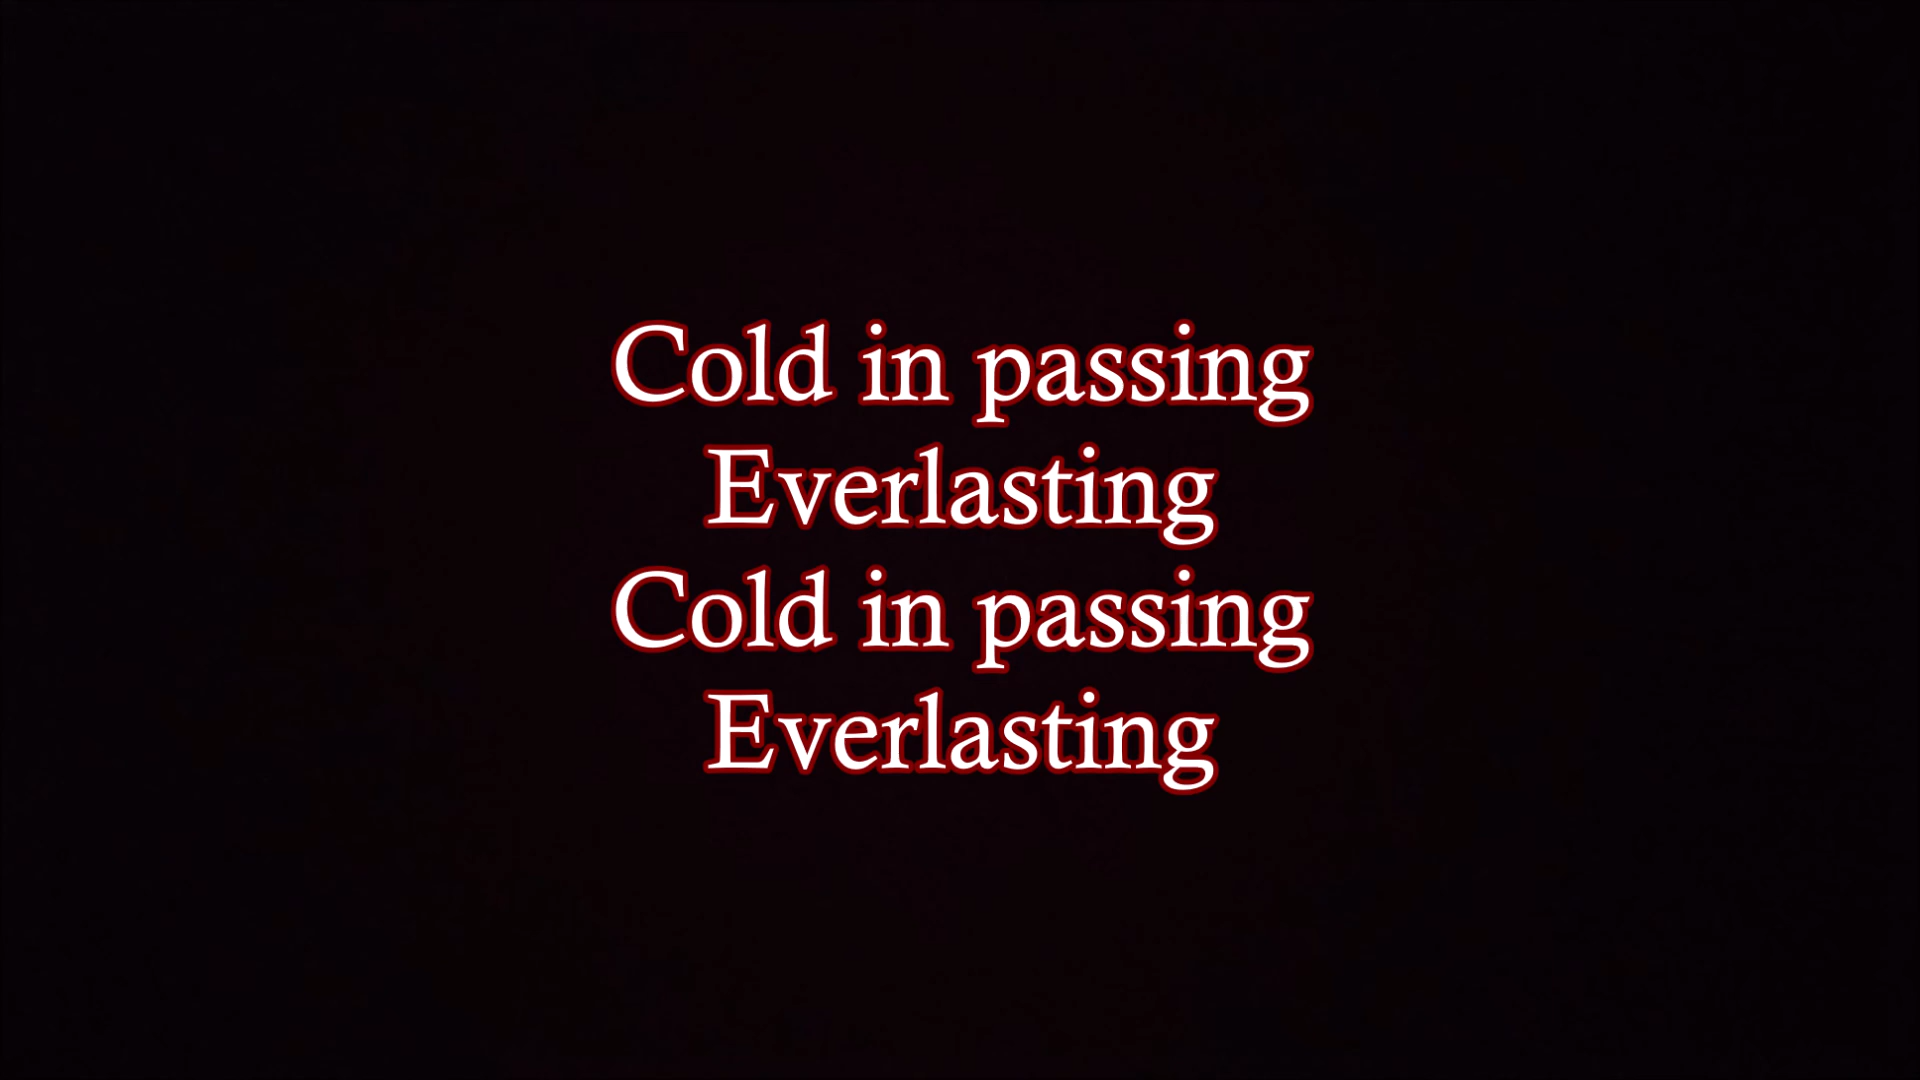 Cold in passing
Everlasting
Cold in passing
Everlasting